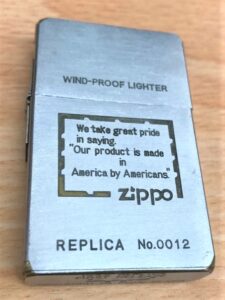 WIND-PROOF LIGHTER
We take great pride
in saying.
"Our product is made
in
America by Americans."
zippo
REPLICA No.0012